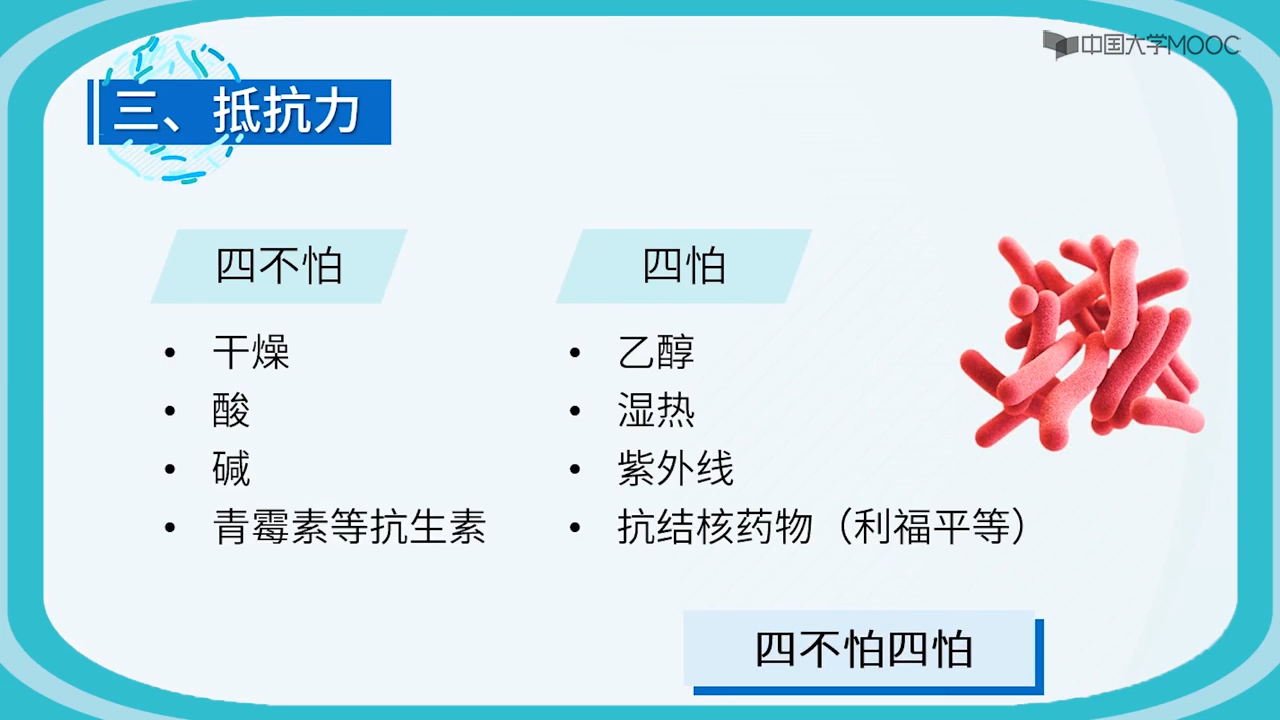 中国大学MOOC
三、抵抗力
四不怕
• 干燥
• 酸
• 碱
• 青霉素等抗生素
四怕
• 乙醇
• 湿热
• 紫外线
• 抗结核药物（利福平等）
四不怕四怕